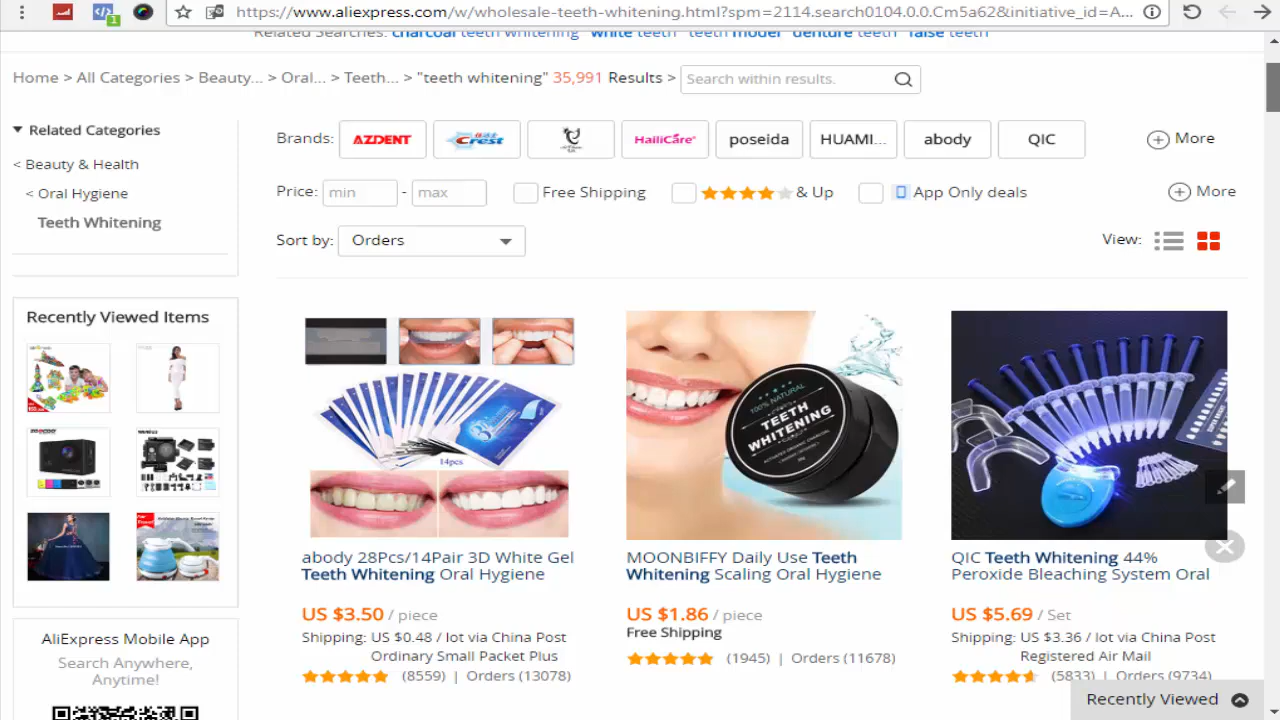 https://www.aliexpress.com/w/wholesale-teeth-whitening.html?spm=2114.search0104.0.0.Cm5a62&initiative_id=A...
1
Related Searches: charcoal teeth whitening white teeth teeth model denture teeth false teeth
Home > All Categories > Beauty... > Oral... > Teeth... > "teeth whitening" 35,991 Results > Search within results.
Related Categories
< Beauty & Health
< Oral Hygiene
Teeth Whitening
Brands: AZDENT Crest HailiCare poseida HUAMI... abody QIC More
Price: min - max Free Shipping & Up App Only deals More
Sort by: Orders View:
Recently Viewed Items
14pcs
100% NATURAL
TEETH
WHITENING
abody 28Pcs/14Pair 3D White Gel
Teeth Whitening Oral Hygiene
US $3.50 / piece
Shipping: US $0.48 / lot via China Post
Ordinary Small Packet Plus
(8559) | Orders (13078)
MOONBIFFY Daily Use Teeth
Whitening Scaling Oral Hygiene
US $1.86 / piece
Free Shipping
(1945) | Orders (11678)
QIC Teeth Whitening 44%
Peroxide Bleaching System Oral
US $5.69 / Set
Shipping: US $3.36 / lot via China Post
Registered Air Mail
(5833) | Orders (9734)
AliExpress Mobile App
Search Anywhere,
Anytime!
Recently Viewed